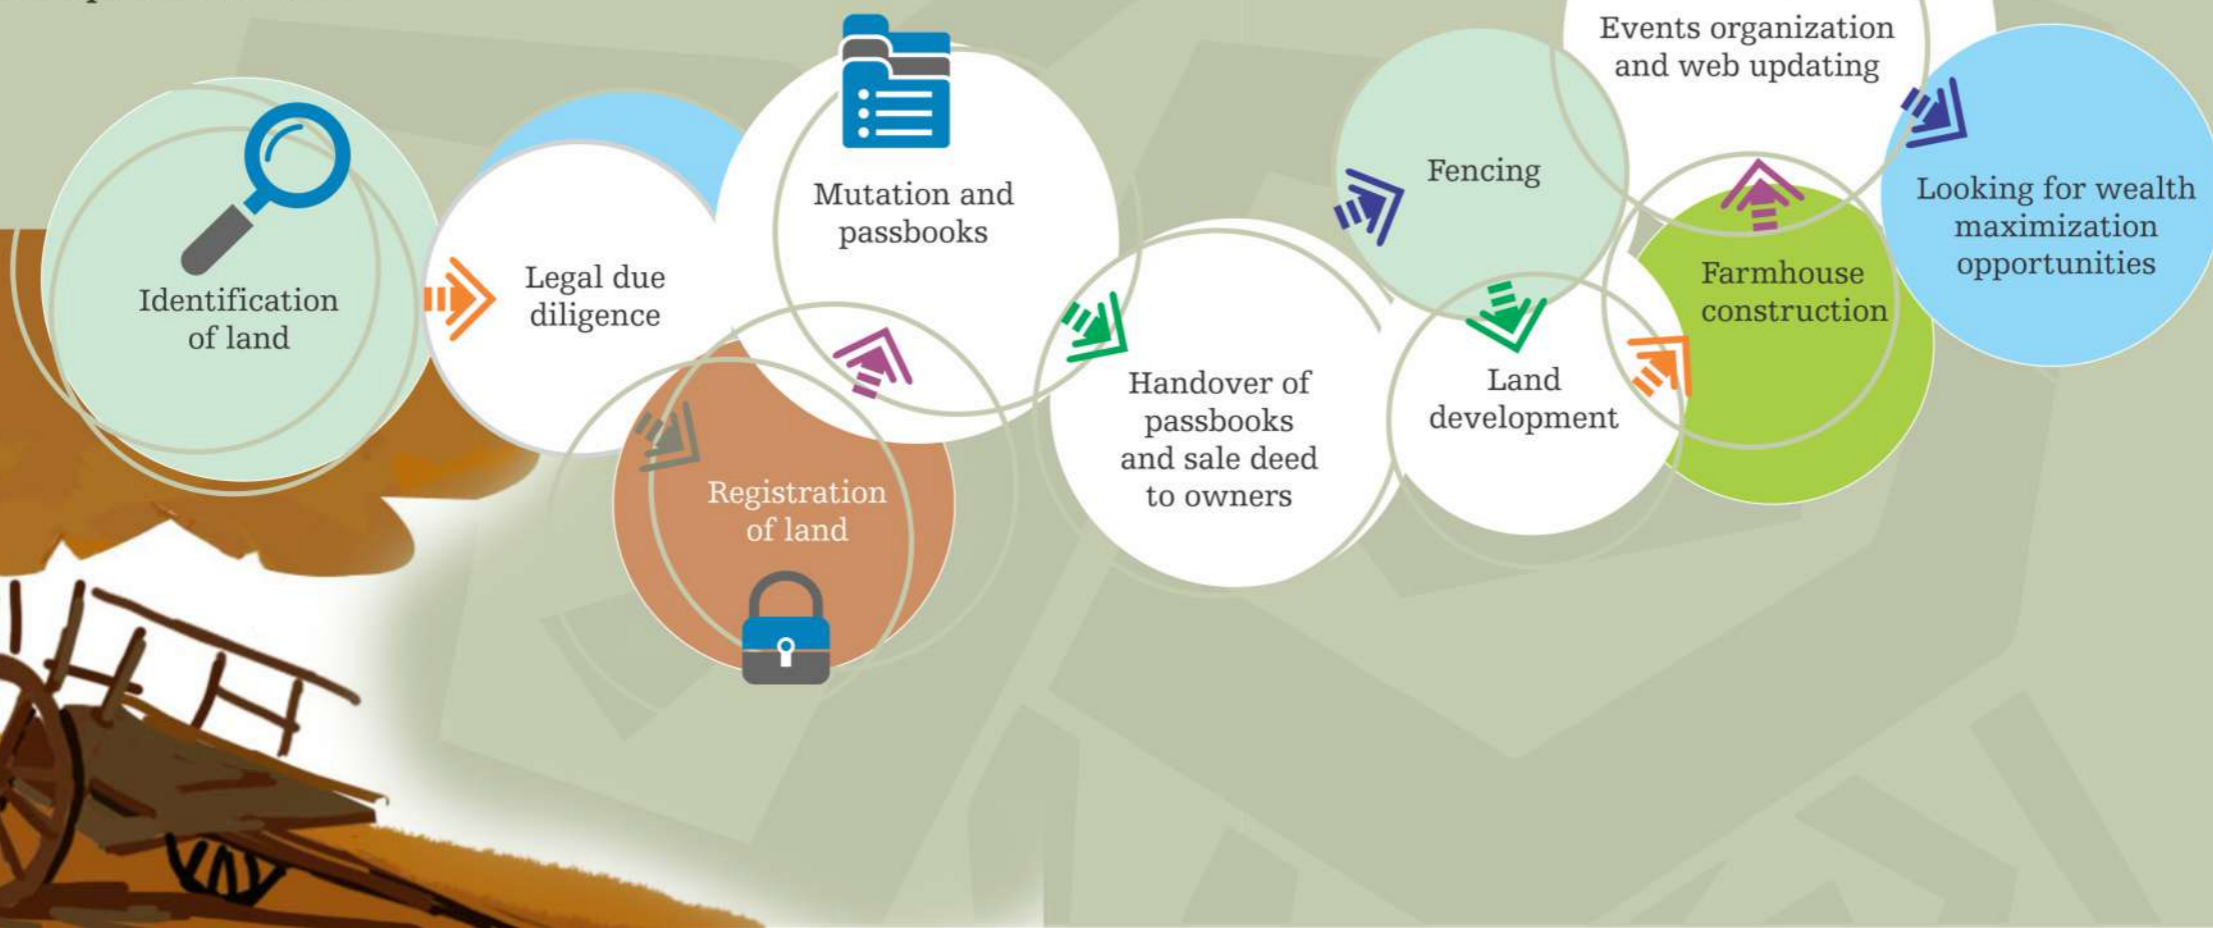 Identification
of land
Legal due
diligence
Registration
of land
Mutation and
passbooks
Handover of
passbooks
and sale deed
to owners
Fencing
Land
development
Farmhouse
construction
Events organization
and web updating
Looking for wealth
maximization
opportunities